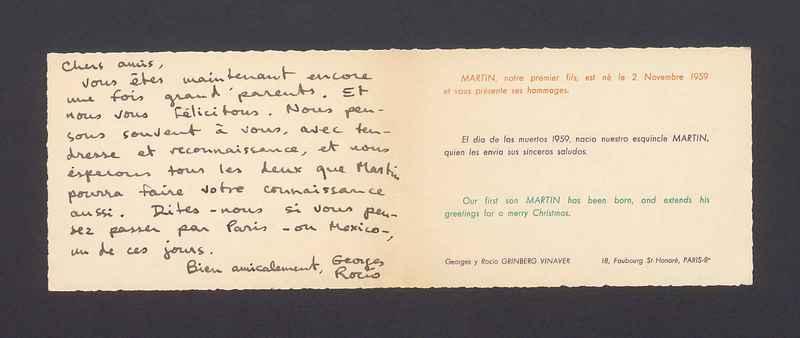 Chers amis,
Vous êtes maintenant encore
une fois grand'parents. Et
nous vous félicitons. Nous pen-
sons souvent à vous, avec ten-
dresse et reconnaissance, et nous
espérons tous les deux que Martin
pourra faire votre connaissance
aussi. Dites-nous si vous pen-
sez passer par Paris -ou Mexico-,
un de ces jours.
Bien amicalement, Georges
Rocío
MARTIN, notre premier fils, est né le 2 Novembre 1959
et vous présente ses hommages.
El dia de los muertos 1959, nacio nuestro esquincle MARTIN,
quien les envia sus sinceros saludos.
Our first son MARTIN has been born, and extends his
greetings for a merry Christmas.
Georges y Rocio GRINBERG VINAVER 18, Faubourg St Honoré, PARIS-8e